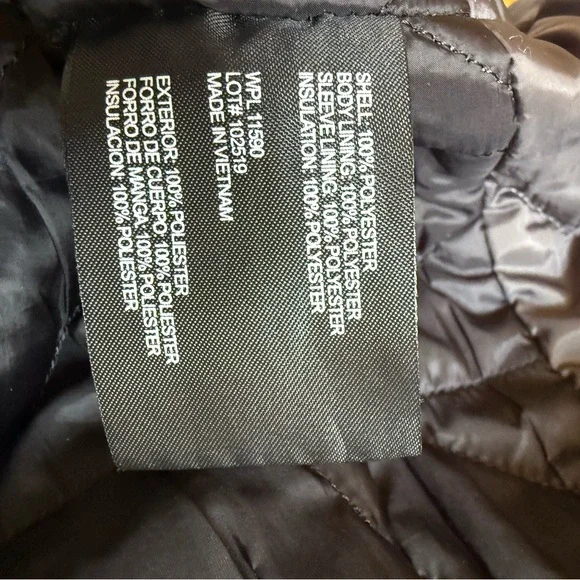 SHELL: 100% POLYESTER
BODY LINING: 100% POLYESTER
SLEEVE LINING: 100% POLYESTER
INSULATION: 100% POLYESTER
WPL 11590
LOT# 102519
MADE IN VIETNAM
EXTERIOR: 100% POLIESTER
FORRO DE CUERPO: 100% POLIESTER
FORRO DE MANGA: 100% POLIESTER
INSULACION: 100% POLIESTER